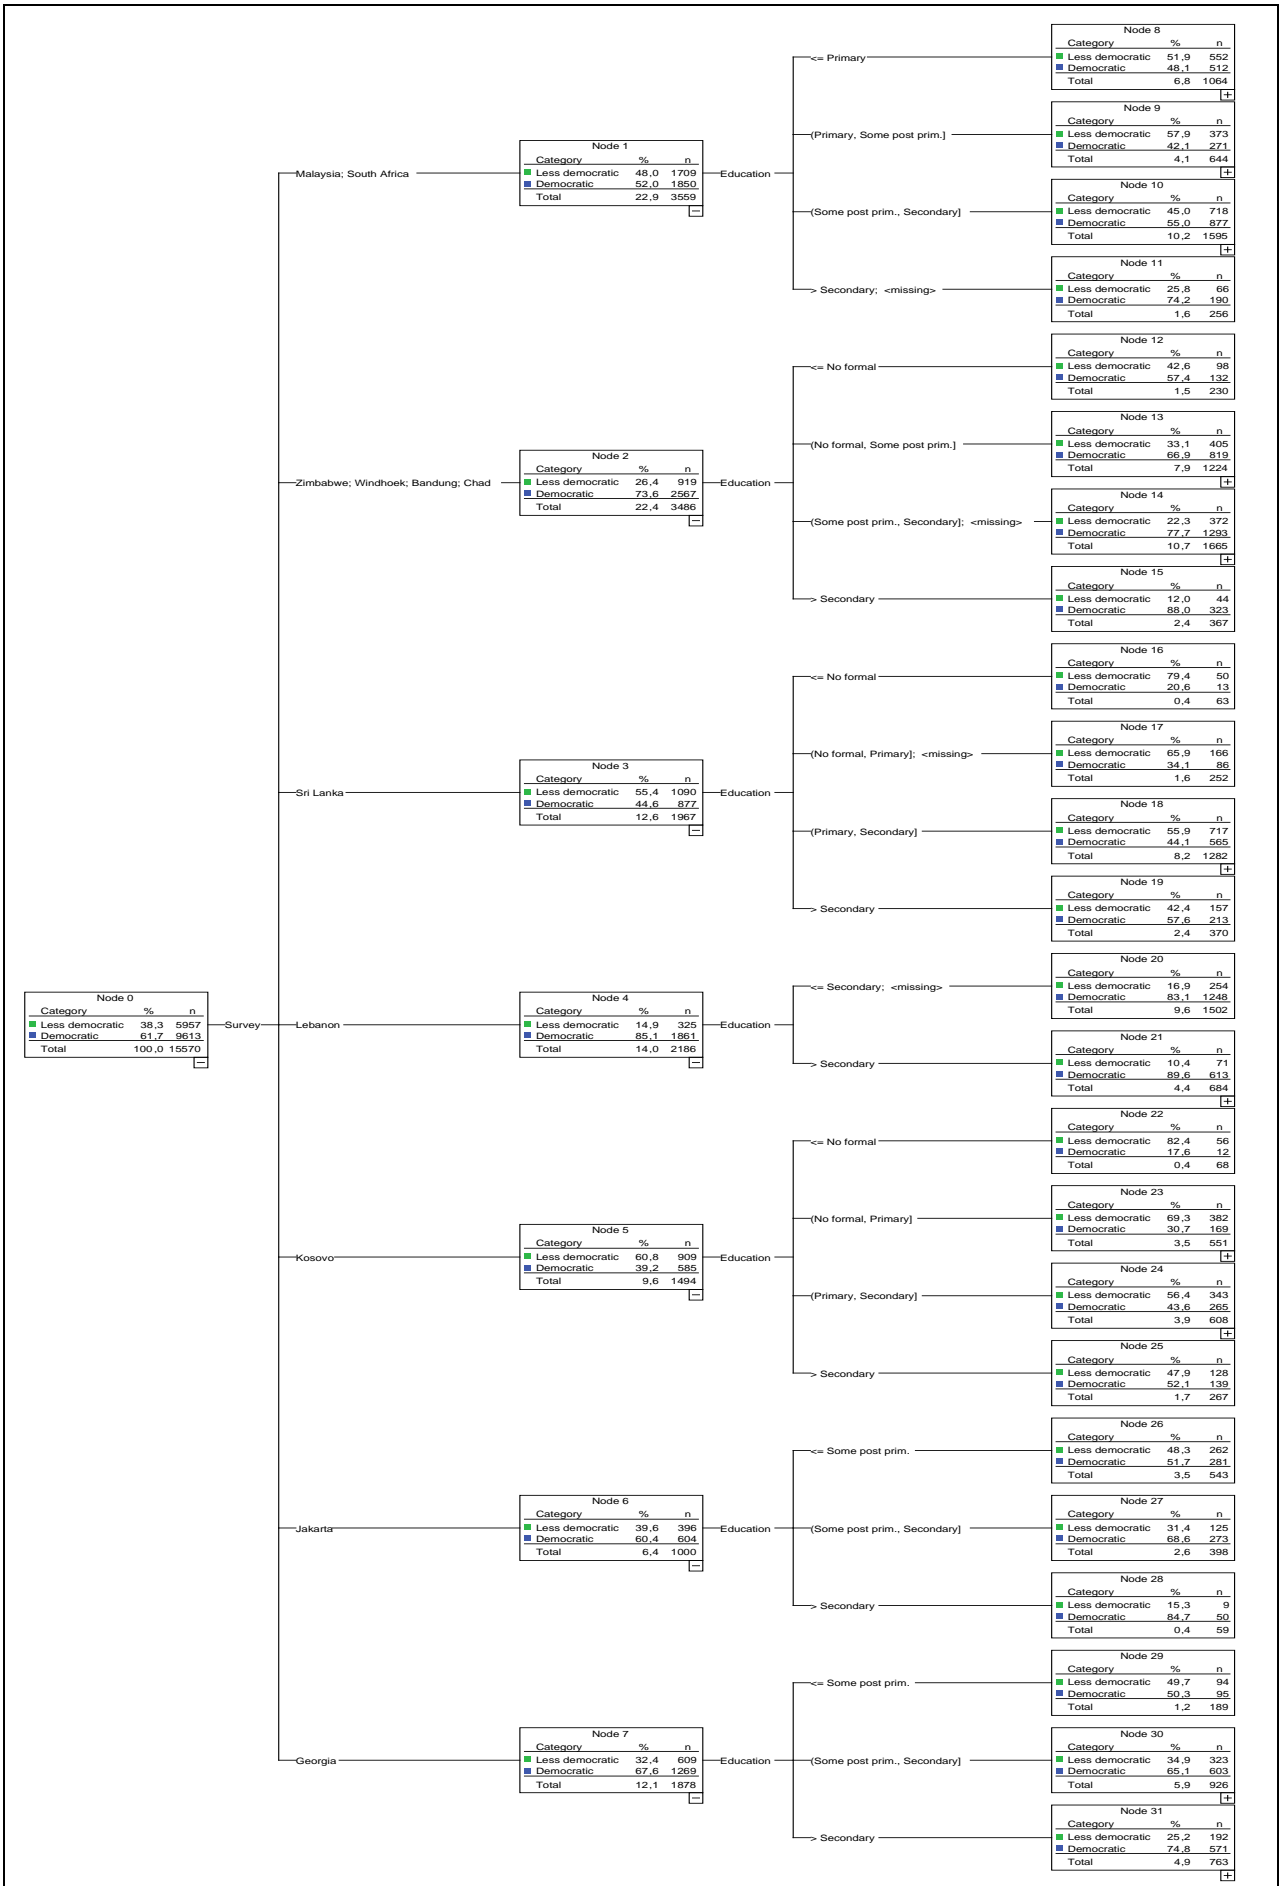 Node 0
Category % n
Less democratic 38,3 5957
Democratic 61,7 9613
Total 100,0 15570
Survey
Malaysia; South Africa
Node 1
Category % n
Less democratic 48,0 1709
Democratic 52,0 1850
Total 22,9 3559
Education
<= Primary
Node 8
Category % n
Less democratic 51,9 552
Democratic 48,1 512
Total 6,8 1064
(Primary, Some post prim.]
Node 9
Category % n
Less democratic 57,9 373
Democratic 42,1 271
Total 4,1 644
(Some post prim., Secondary]
Node 10
Category % n
Less democratic 45,0 718
Democratic 55,0 877
Total 10,2 1595
> Secondary; <missing>
Node 11
Category % n
Less democratic 25,8 66
Democratic 74,2 190
Total 1,6 256
Zimbabwe; Windhoek; Bandung; Chad
Node 2
Category % n
Less democratic 26,4 919
Democratic 73,6 2567
Total 22,4 3486
Education
<= No formal
Node 12
Category % n
Less democratic 42,6 98
Democratic 57,4 132
Total 1,5 230
(No formal, Some post prim.]
Node 13
Category % n
Less democratic 33,1 405
Democratic 66,9 819
Total 7,9 1224
(Some post prim., Secondary]; <missing>
Node 14
Category % n
Less democratic 22,3 372
Democratic 77,7 1293
Total 10,7 1665
> Secondary
Node 15
Category % n
Less democratic 12,0 44
Democratic 88,0 323
Total 2,4 367
Sri Lanka
Node 3
Category % n
Less democratic 55,4 1090
Democratic 44,6 877
Total 12,6 1967
Education
<= No formal
Node 16
Category % n
Less democratic 79,4 50
Democratic 20,6 13
Total 0,4 63
(No formal, Primary]; <missing>
Node 17
Category % n
Less democratic 65,9 166
Democratic 34,1 86
Total 1,6 252
(Primary, Secondary]
Node 18
Category % n
Less democratic 55,9 717
Democratic 44,1 565
Total 8,2 1282
> Secondary
Node 19
Category % n
Less democratic 42,4 157
Democratic 57,6 213
Total 2,4 370
Lebanon
Node 4
Category % n
Less democratic 14,9 325
Democratic 85,1 1861
Total 14,0 2186
Education
<= Secondary; <missing>
Node 20
Category % n
Less democratic 16,9 254
Democratic 83,1 1248
Total 9,6 1502
> Secondary
Node 21
Category % n
Less democratic 10,4 71
Democratic 89,6 613
Total 4,4 684
Kosovo
Node 5
Category % n
Less democratic 60,8 909
Democratic 39,2 585
Total 9,6 1494
Education
<= No formal
Node 22
Category % n
Less democratic 82,4 56
Democratic 17,6 12
Total 0,4 68
(No formal, Primary]
Node 23
Category % n
Less democratic 69,3 382
Democratic 30,7 169
Total 3,5 551
(Primary, Secondary]
Node 24
Category % n
Less democratic 56,4 343
Democratic 43,6 265
Total 3,9 608
> Secondary
Node 25
Category % n
Less democratic 47,9 128
Democratic 52,1 139
Total 1,7 267
Jakarta
Node 6
Category % n
Less democratic 39,6 396
Democratic 60,4 604
Total 6,4 1000
Education
<= Some post prim.
Node 26
Category % n
Less democratic 48,3 262
Democratic 51,7 281
Total 3,5 543
(Some post prim., Secondary]
Node 27
Category % n
Less democratic 31,4 125
Democratic 68,6 273
Total 2,6 398
> Secondary
Node 28
Category % n
Less democratic 15,3 9
Democratic 84,7 50
Total 0,4 59
Georgia
Node 7
Category % n
Less democratic 32,4 609
Democratic 67,6 1269
Total 12,1 1878
Education
<= Some post prim.
Node 29
Category % n
Less democratic 49,7 94
Democratic 50,3 95
Total 1,2 189
(Some post prim., Secondary]
Node 30
Category % n
Less democratic 34,9 323
Democratic 65,1 603
Total 5,9 926
> Secondary
Node 31
Category % n
Less democratic 25,2 192
Democratic 74,8 571
Total 4,9 763